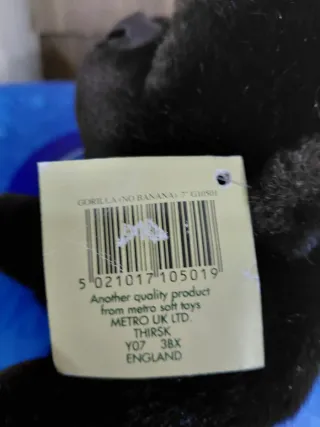 GORILLA (NO BANANA) 7" G10501
5 021017 105019
Another quality product
from metro soft toys
METRO UK LTD.
THIRSK
Y07 3BX
ENGLAND